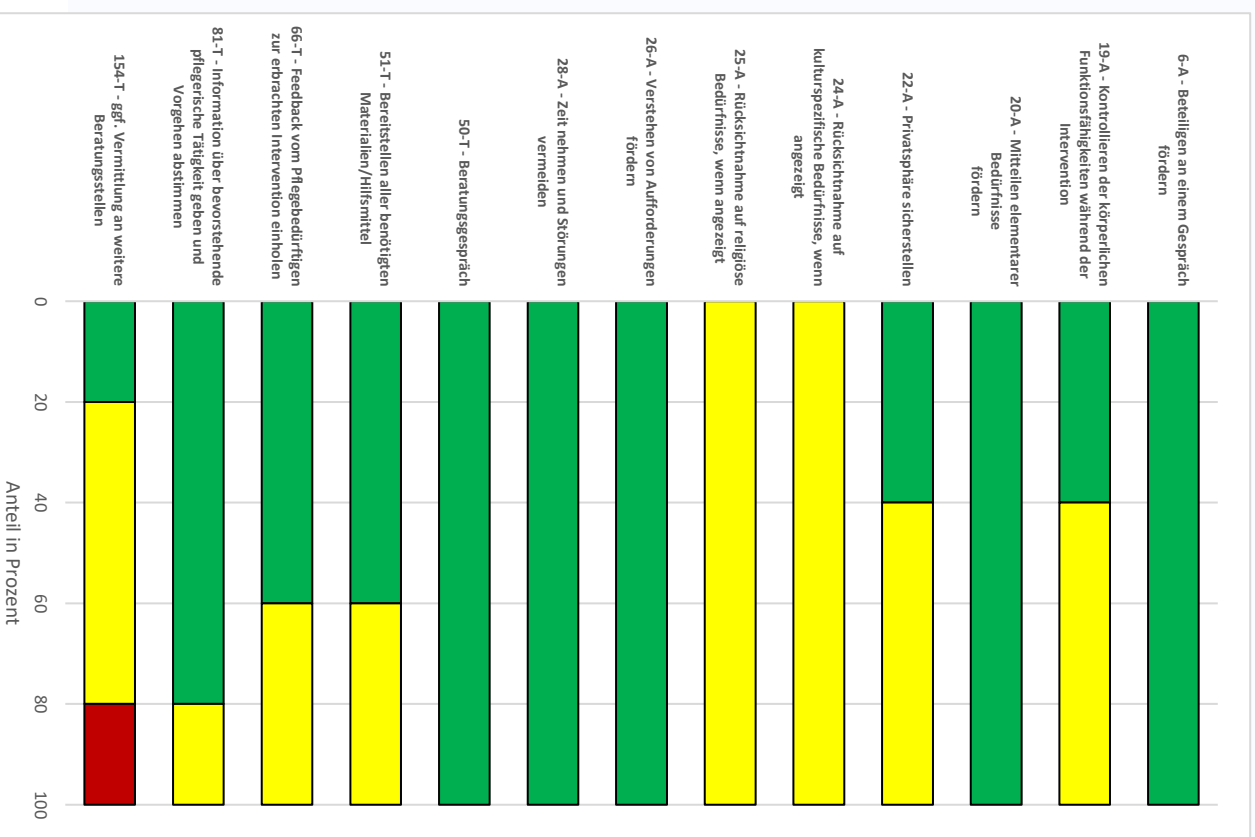 6-A - Beteiligen an einem Gespräch
fördern
19-A - Kontrollieren der körperlichen
Funktionsfähigkeiten während der
Intervention
20-A - Mitteilen elementarer
Bedürfnisse
fördern
22-A - Privatsphäre sicherstellen
24-A - Rücksichtnahme auf
kulturspezifische Bedürfnisse, wenn
angezeigt
25-A - Rücksichtnahme auf religiöse
Bedürfnisse, wenn angezeigt
26-A - Verstehen von Aufforderungen
fördern
28-A - Zeit nehmen und Störungen
vermeiden
50-T - Beratungsgespräch
51-T - Bereitstellen aller benötigten
Materialien/Hilfsmittel
66-T - Feedback vom Pflegebedürftigen
zur erbrachten Intervention einholen
81-T - Information über bevorstehende
pflegerische Tätigkeit geben und
Vorgehen abstimmen
154-T - ggf. Vermittlung an weitere
Beratungsstellen
0
20
40
60
80
100
Anteil in Prozent